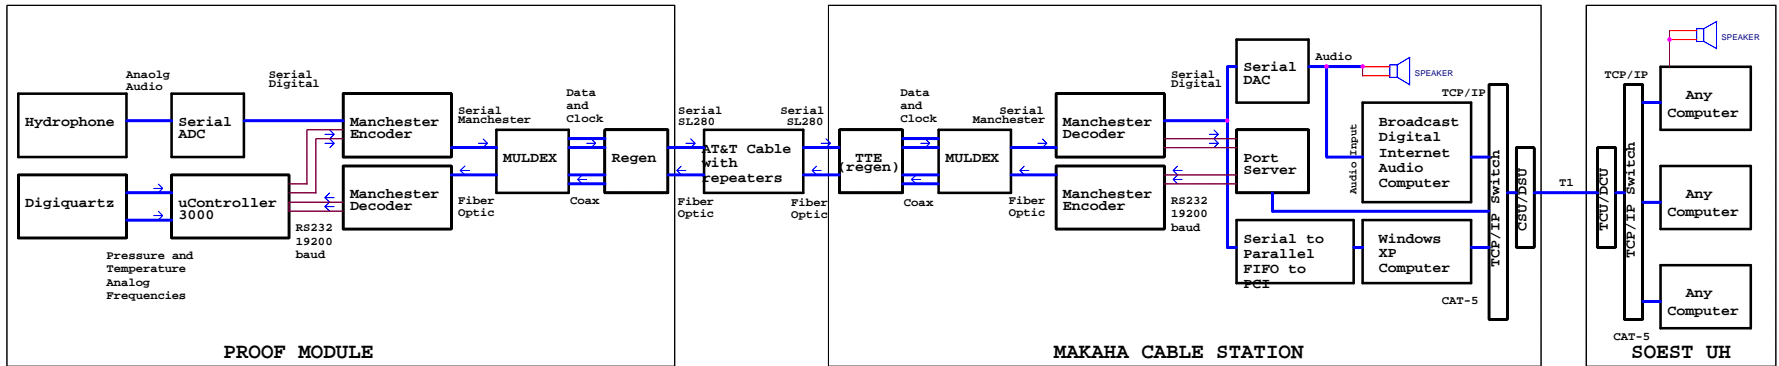 Anaolg
Audio
Serial
Digital
Hydrophone
Serial
ADC
Manchester
Encoder
Serial
Manchester
Data
and
Clock
Serial
SL280
Serial
SL280
MULDEX
Regen
AT&T Cable
with
repeaters
Digiquartz
uController
3000
Manchester
Decoder
RS232
19200
baud
Fiber
Optic
Coax
Fiber
Optic
Fiber
Optic
Pressure and
Temperature
Analog
Frequencies
PROOF MODULE
TTE
(regen)
Data
and
Clock
MULDEX
Serial
Manchester
Coax
Fiber
Optic
Manchester
Decoder
Manchester
Encoder
Serial
Digital
RS232
19200
baud
Serial
DAC
Audio
SPEAKER
Port
Server
Audio Input
Broadcast
Digital
Internet
Audio
Computer
Serial to
Parallel
FIFO to
PCI
Windows
XP
Computer
TCP/IP
TCP/IP Switch
CAT-5
CSU/DSU
MAKAHA CABLE STATION
T1
TCU/DCU
TCP/IP
TCP/IP Switch
CAT-5
SPEAKER
Any
Computer
Any
Computer
Any
Computer
SOEST UH